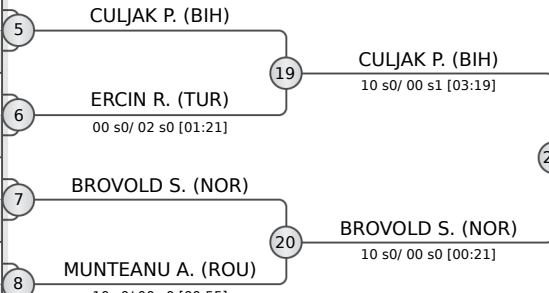 CULJAK P. (BIH)
5
CULJAK P. (BIH)
19
10 s0/ 00 s1 [03:19]
ERCIN R. (TUR)
6
00 s0/ 02 s0 [01:21]
BROVOLD S. (NOR)
7
BROVOLD S. (NOR)
20
10 s0/ 00 s0 [00:21]
MUNTEANU A. (ROU)
8